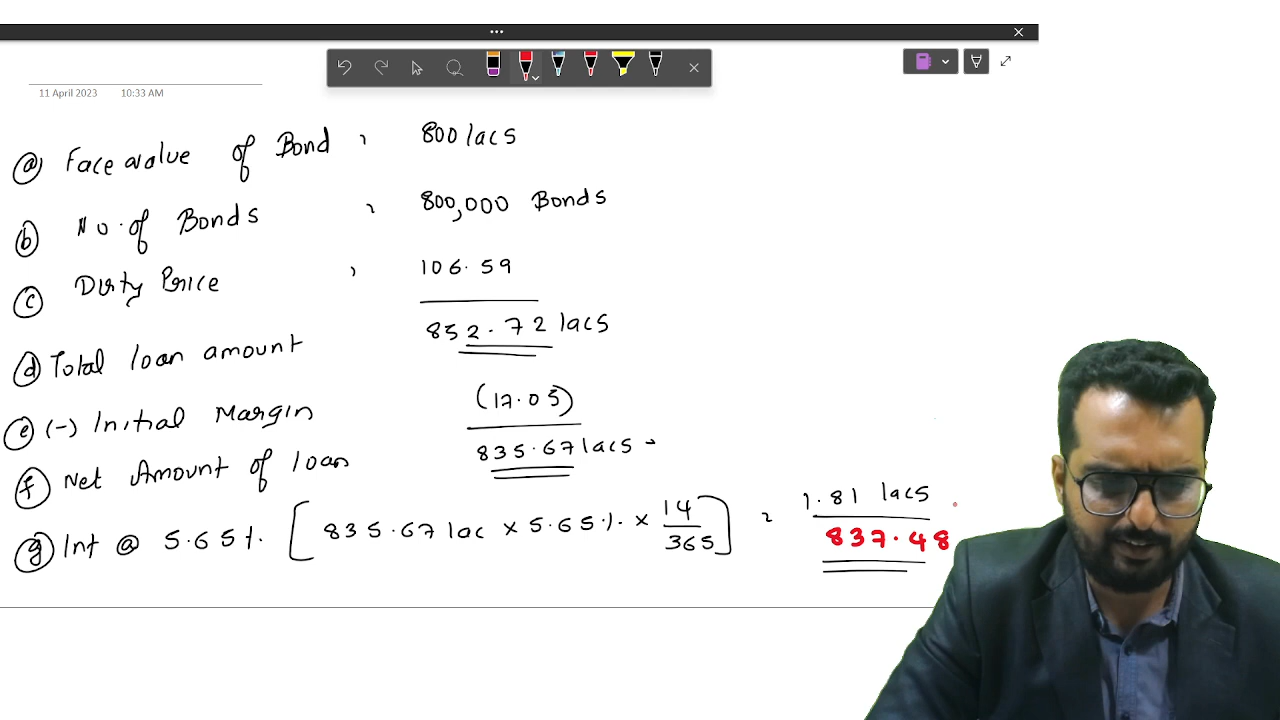 11 April 2023 10:33 AM
(a) Face value of Bond : 800 lacs
(b) No. of Bonds : 800,000 Bonds
(c) Dirty Price : 106.59
(d) Total loan amount 852.72 lacs
(e) (-) Initial Margin (17.05)
(f) Net Amount of loan 835.67 lacs
(g) Int @ 5.65%. [835.67 lac × 5.65%. × 14/365] = 1.81 lacs
837.48